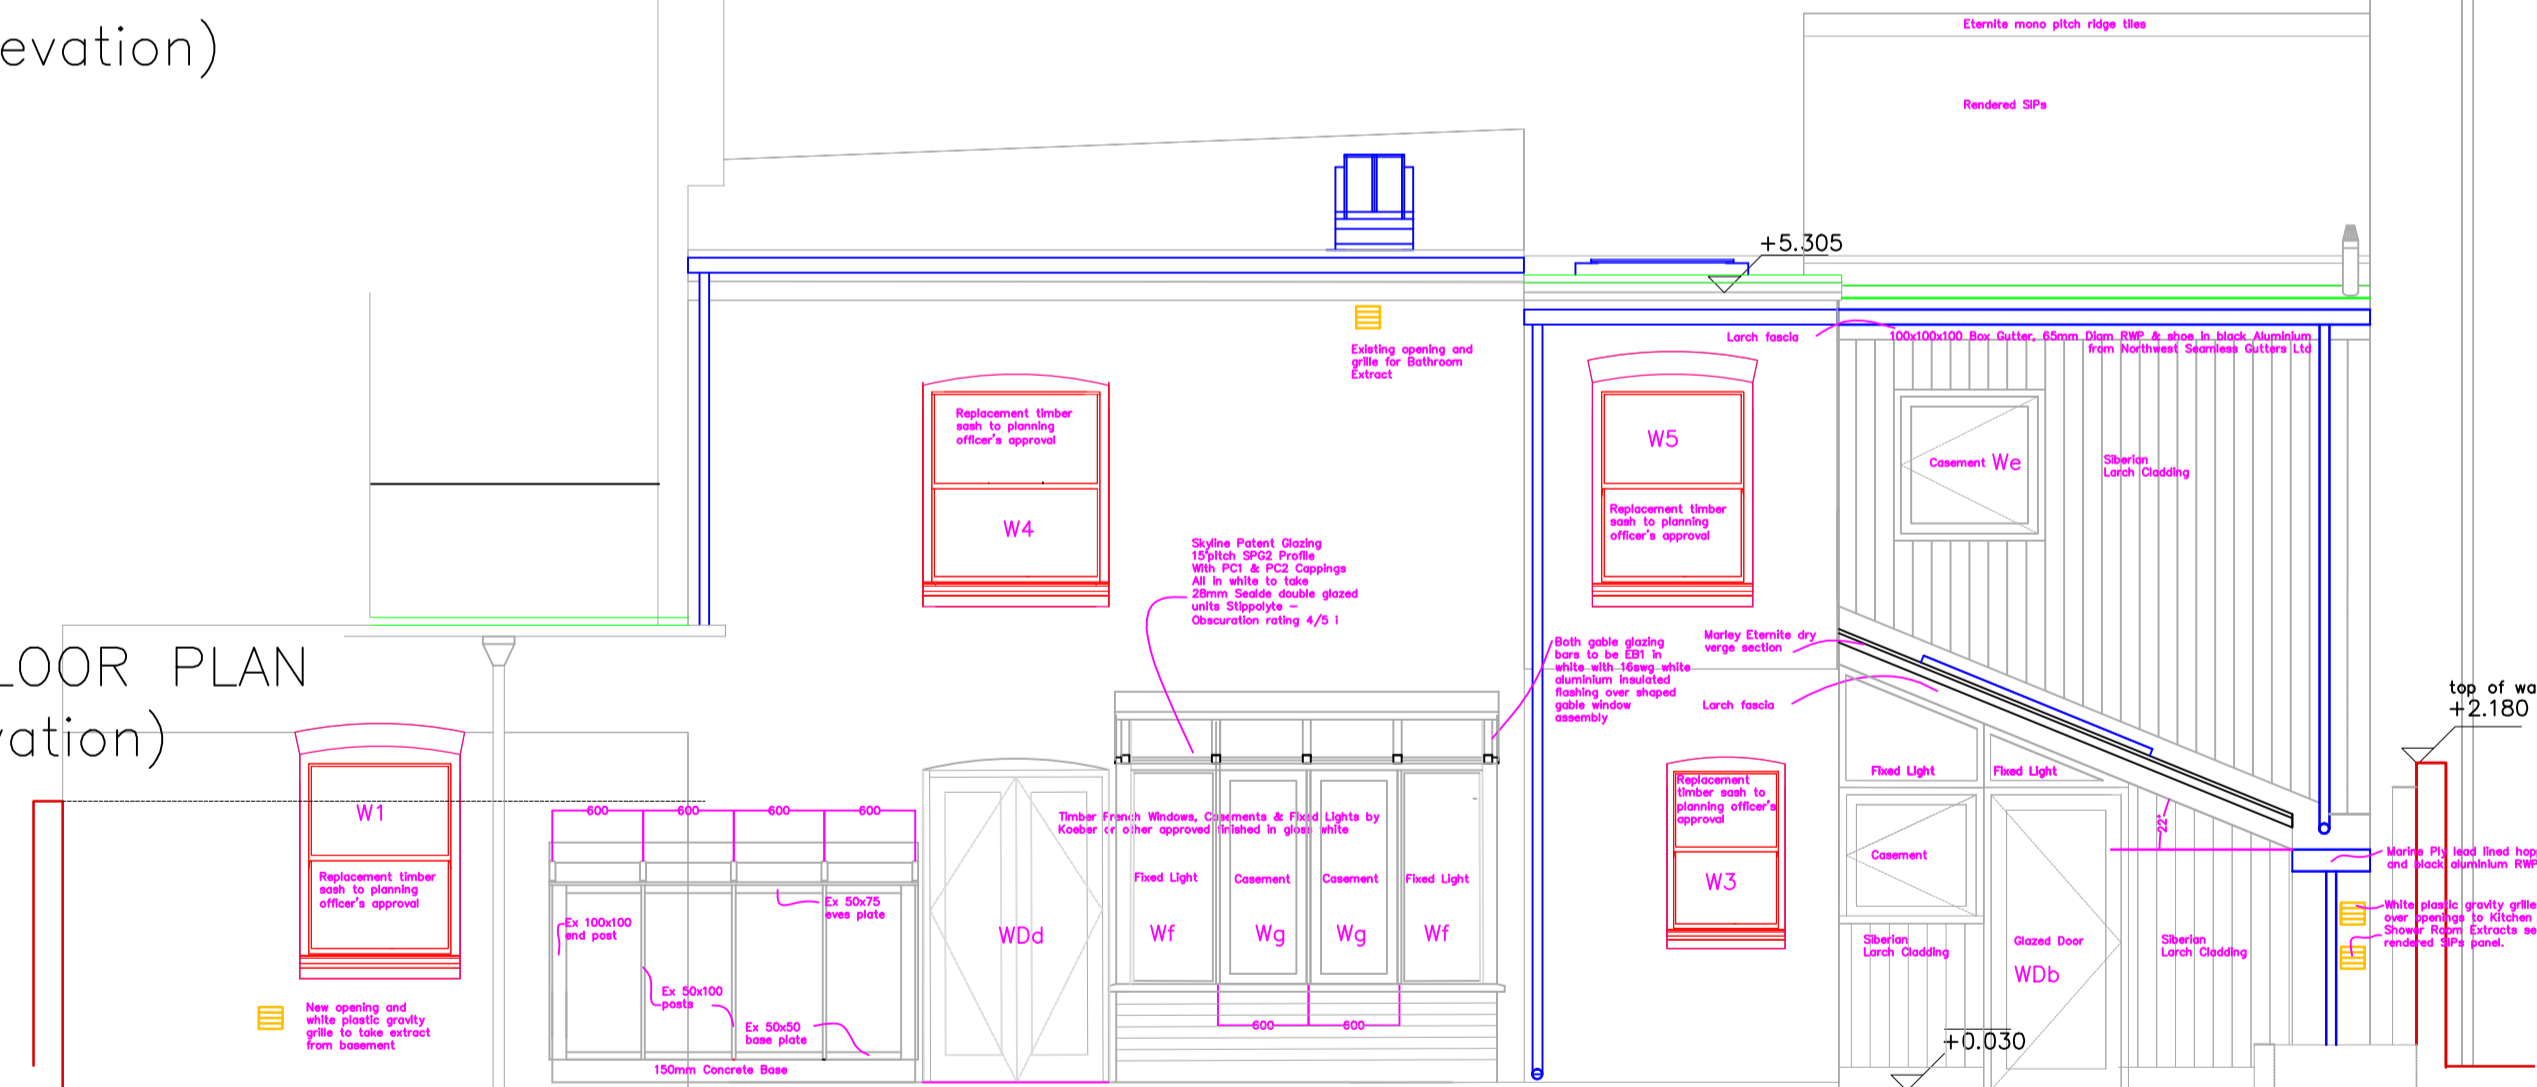 evation)
Eternite mono pitch ridge tiles
Rendered SIPs
+5.305
Larch fascia
100x100x100 Box Gutter, 65mm Diam RWP & shoe in black Aluminium
from Northwest Seamless Gutters Ltd
Existing opening and
grille for Bathroom
Extract
Replacement timber
sash to planning
officer's approval
W4
W5
Replacement timber
sash to planning
officer's approval
Casement We
Siberian
Larch Cladding
Skyline Patent Glazing
15°pitch SPG2 Profile
With PC1 & PC2 Cappings
All in white to take
28mm Sealde double glazed
units Stippolyte –
Obscuration rating 4/5 i
Both gable glazing
bars to be EB1 in
white with 16swg white
aluminium insulated
flashing over shaped
gable window
assembly
Marley Eternite dry
verge section
Larch fascia
LOOR PLAN
vation)
top of wa
+2.180
W1
Replacement timber
sash to planning
officer's approval
600
600
600
600
Timber French Windows, Casements & Fixed Lights by
Koeber or other approved finished in gloss white
Replacement
timber sash to
planning officer's
approval
W3
Fixed Light
Fixed Light
Casement
22°
Marine Ply lead lined hop
and black aluminium RWP
Fixed Light
Casement
Casement
Fixed Light
Wf
Wg
Wg
Wf
WDd
Ex 50x75
eves plate
Ex 100x100
end post
Ex 50x100
posts
Ex 50x50
base plate
150mm Concrete Base
600
600
New opening and
white plastic gravity
grille to take extract
from basement
Siberian
Larch Cladding
Glazed Door
WDb
Siberian
Larch Cladding
White plastic gravity grille
over openings to Kitchen
Shower Room Extracts se
rendered SIPs panel.
+0.030